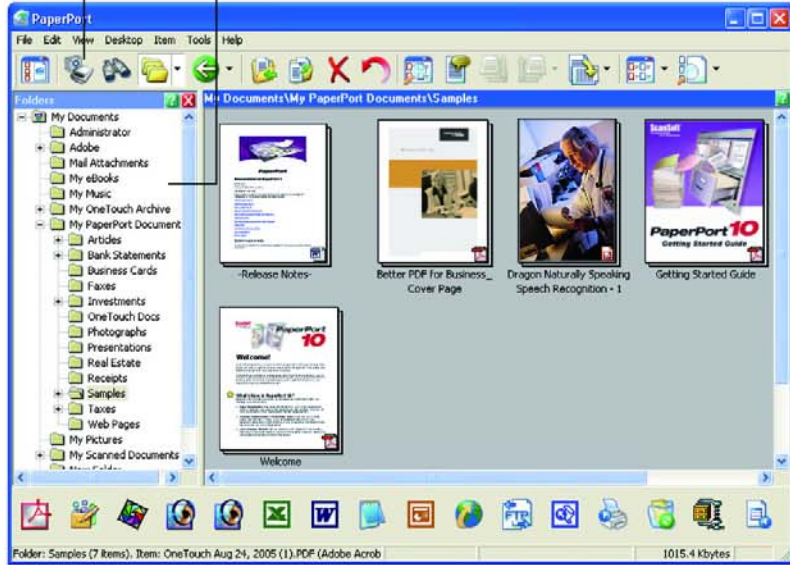 PaperPort
File Edit View Desktop Item Tools Help
Folders
My Documents\My PaperPort Documents\Samples
My Documents
Administrator
Adobe
Mail Attachments
My eBooks
My Music
My OneTouch Archive
My PaperPort Document
Articles
Bank Statements
Business Cards
Faxes
Investments
OneTouch Docs
Photographs
Presentations
Real Estate
Receipts
Samples
Taxes
Web Pages
My Pictures
My Scanned Documents
New Folder
PaperPort
-Release Notes-
Better PDF for Business_
Cover Page
Dragon Naturally Speaking
Speech Recognition - 1
ScanSoft
PaperPort 10
Getting Started Guide
Getting Started Guide
PaperPort
10
Welcome!
Welcome
FTP
Folder: Samples (7 Items). Item: OneTouch Aug 24, 2005 (1).PDF (Adobe Acrob
1015.4 Kbytes